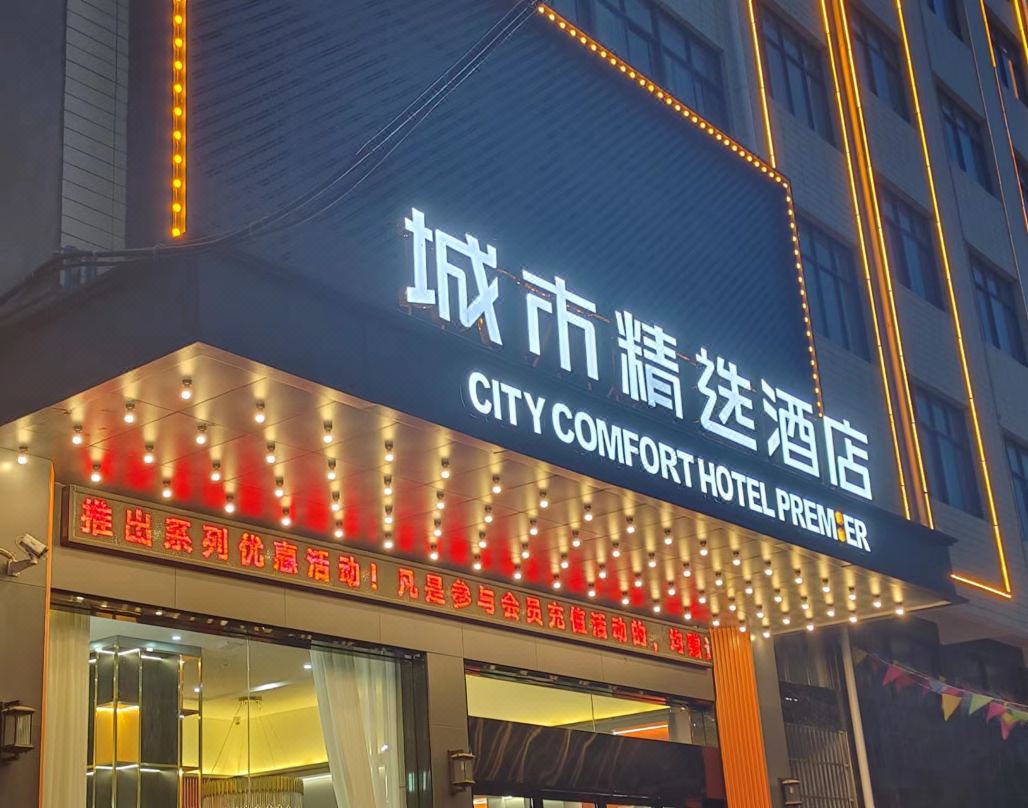 城市精选酒店
CITY COMFORT HOTEL PREMIER
推出系列优惠活动！凡是参与会员充值活动的，均